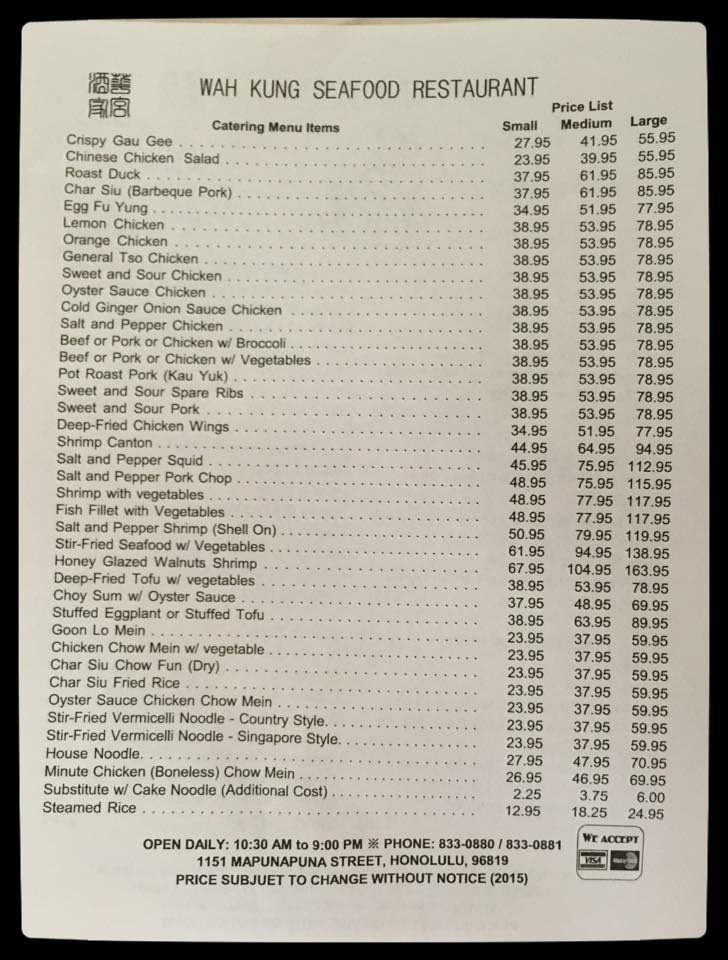 WAH KUNG SEAFOOD RESTAURANT
Price List
Catering Menu Items Small Medium Large
Crispy Gau Gee 27.95 41.95 55.95
Chinese Chicken Salad 23.95 39.95 55.95
Roast Duck 37.95 61.95 85.95
Char Siu (Barbeque Pork) 37.95 61.95 85.95
Egg Fu Yung 34.95 51.95 77.95
Lemon Chicken 38.95 53.95 78.95
Orange Chicken 38.95 53.95 78.95
General Tso Chicken 38.95 53.95 78.95
Sweet and Sour Chicken 38.95 53.95 78.95
Oyster Sauce Chicken 38.95 53.95 78.95
Cold Ginger Onion Sauce Chicken 38.95 53.95 78.95
Salt and Pepper Chicken 38.95 53.95 78.95
Beef or Pork or Chicken w/ Broccoli 38.95 53.95 78.95
Beef or Pork or Chicken w/ Vegetables 38.95 53.95 78.95
Pot Roast Pork (Kau Yuk) 38.95 53.95 78.95
Sweet and Sour Spare Ribs 38.95 53.95 78.95
Sweet and Sour Pork 38.95 53.95 78.95
Deep-Fried Chicken Wings 34.95 51.95 77.95
Shrimp Canton 44.95 64.95 94.95
Salt and Pepper Squid 45.95 75.95 112.95
Salt and Pepper Pork Chop 48.95 75.95 115.95
Shrimp with vegetables 48.95 77.95 117.95
Fish Fillet with Vegetables 48.95 77.95 117.95
Salt and Pepper Shrimp (Shell On) 50.95 79.95 119.95
Stir-Fried Seafood w/ Vegetables 61.95 94.95 138.95
Honey Glazed Walnuts Shrimp 67.95 104.95 163.95
Deep-Fried Tofu w/ vegetables 38.95 53.95 78.95
Choy Sum w/ Oyster Sauce 37.95 48.95 69.95
Stuffed Eggplant or Stuffed Tofu 38.95 63.95 89.95
Goon Lo Mein 23.95 37.95 59.95
Chicken Chow Mein w/ vegetable 23.95 37.95 59.95
Char Siu Chow Fun (Dry) 23.95 37.95 59.95
Char Siu Fried Rice 23.95 37.95 59.95
Oyster Sauce Chicken Chow Mein 23.95 37.95 59.95
Stir-Fried Vermicelli Noodle - Country Style. 23.95 37.95 59.95
Stir-Fried Vermicelli Noodle - Singapore Style. 23.95 37.95 59.95
House Noodle. 27.95 47.95 70.95
Minute Chicken (Boneless) Chow Mein 26.95 46.95 69.95
Substitute w/ Cake Noodle (Additional Cost) 2.25 3.75 6.00
Steamed Rice 12.95 18.25 24.95
OPEN DAILY: 10:30 AM to 9:00 PM ※ PHONE: 833-0880 / 833-0881
1151 MAPUNAPUNA STREET, HONOLULU, 96819
PRICE SUBJUET TO CHANGE WITHOUT NOTICE (2015)
WE ACCEPT
VISA MasterCard